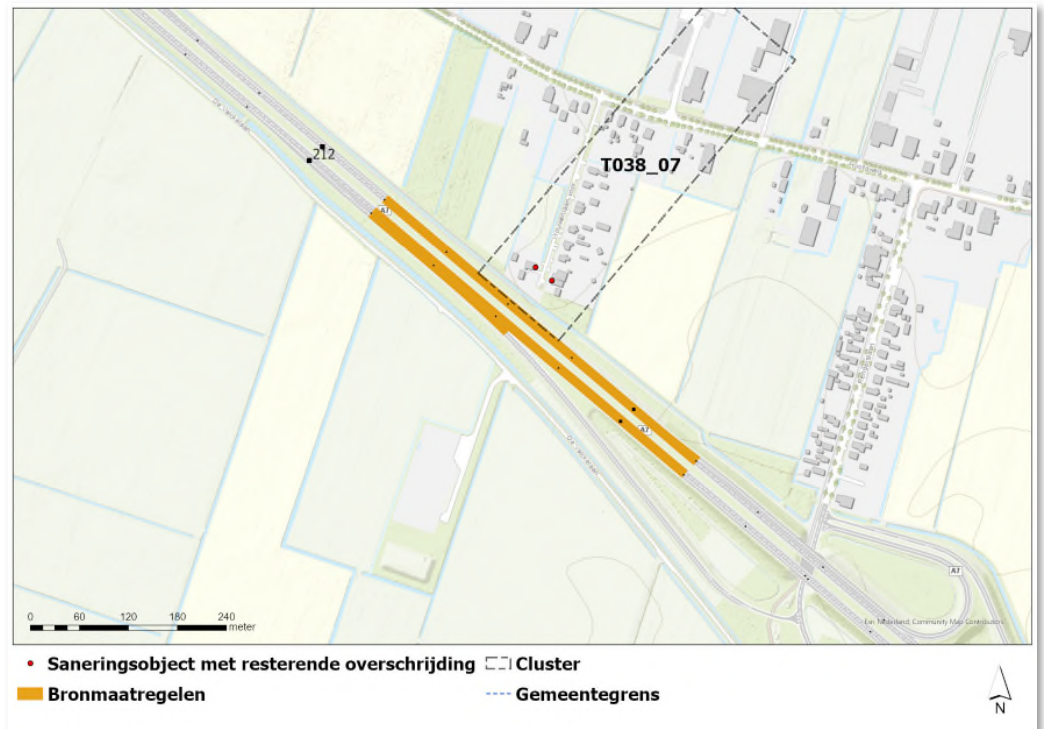 T038_07
212
A7
A7
A7
0 60 120 180 240
meter
Esri Nederland, Community Map Contributors
Saneringsobject met resterende overschrijding
Cluster
Bronmaatregelen
Gemeentegrens
N